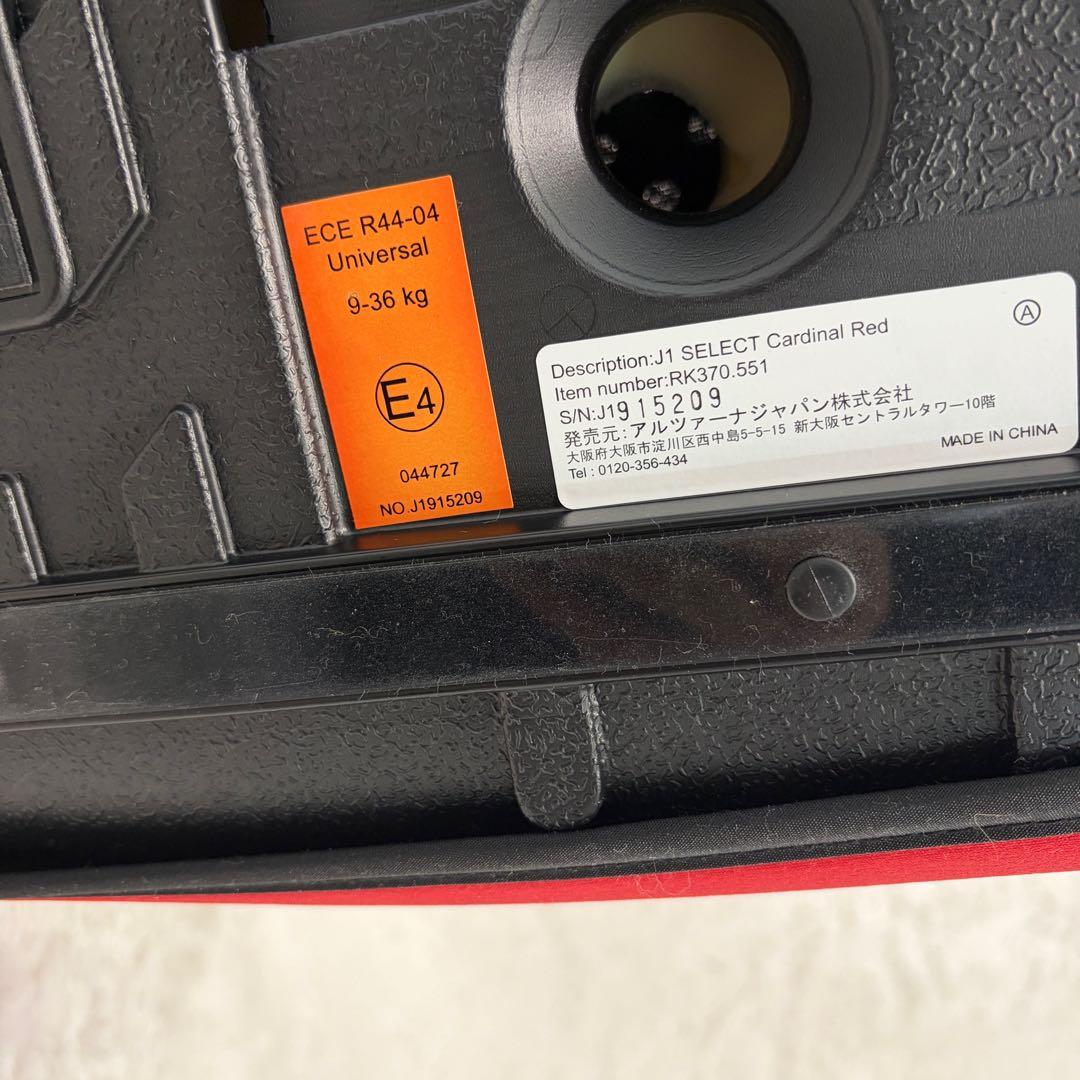 ECE R44-04
Universal
9-36 kg
E4
044727
NO.J1915209
A
Description:J1 SELECT Cardinal Red
Item number:RK370.551
S/N:J1915209
発売元:アルツァーナジャパン株式会社
大阪府大阪市淀川区西中島5-5-15 新大阪セントラルタワー10階
Tel : 0120-356-434
MADE IN CHINA